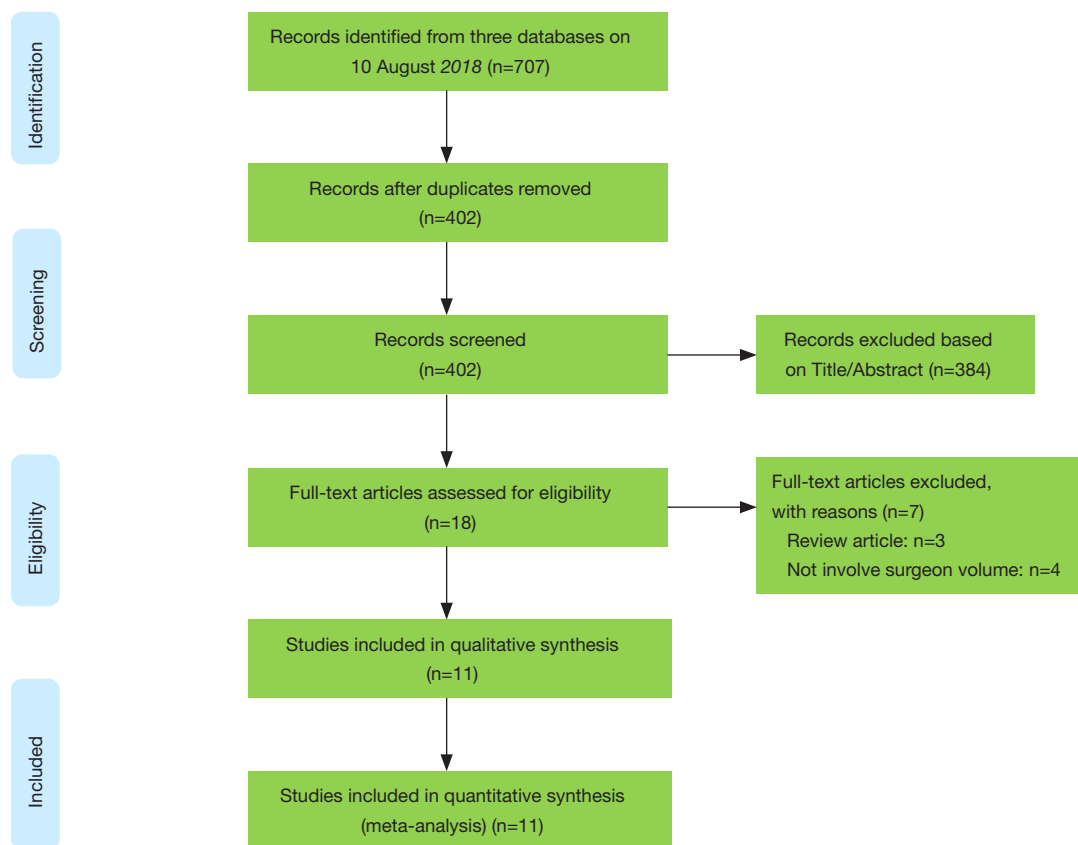 Identification
Records identified from three databases on
10 August 2018 (n=707)
Records after duplicates removed
(n=402)
Screening
Records screened
(n=402)
Records excluded based
on Title/Abstract (n=384)
Eligibility
Full-text articles assessed for eligibility
(n=18)
Full-text articles excluded,
with reasons (n=7)
Review article: n=3
Not involve surgeon volume: n=4
Studies included in qualitative synthesis
(n=11)
Included
Studies included in quantitative synthesis
(meta-analysis) (n=11)